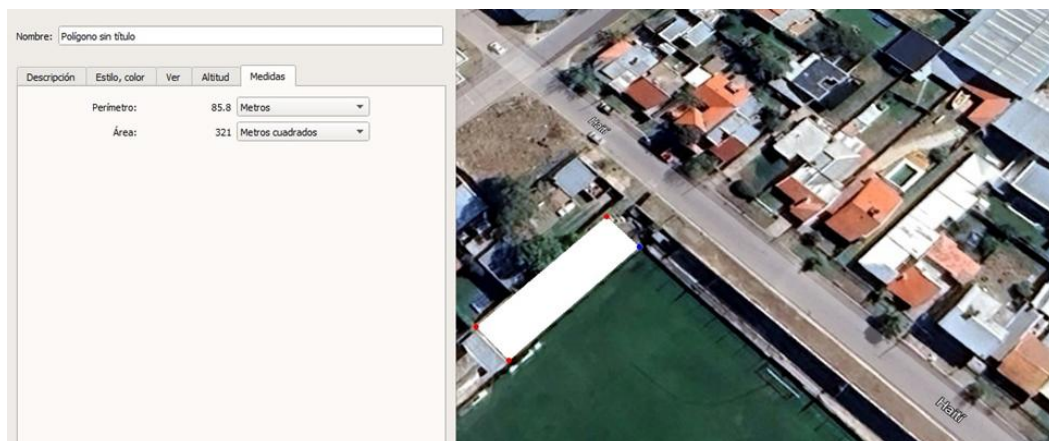 Nombre: Polígono sin título
Descripción Estilo, color Ver Altitud Medidas
Perímetro: 85.8 Metros
Área: 321 Metros cuadrados
Haití
Haití